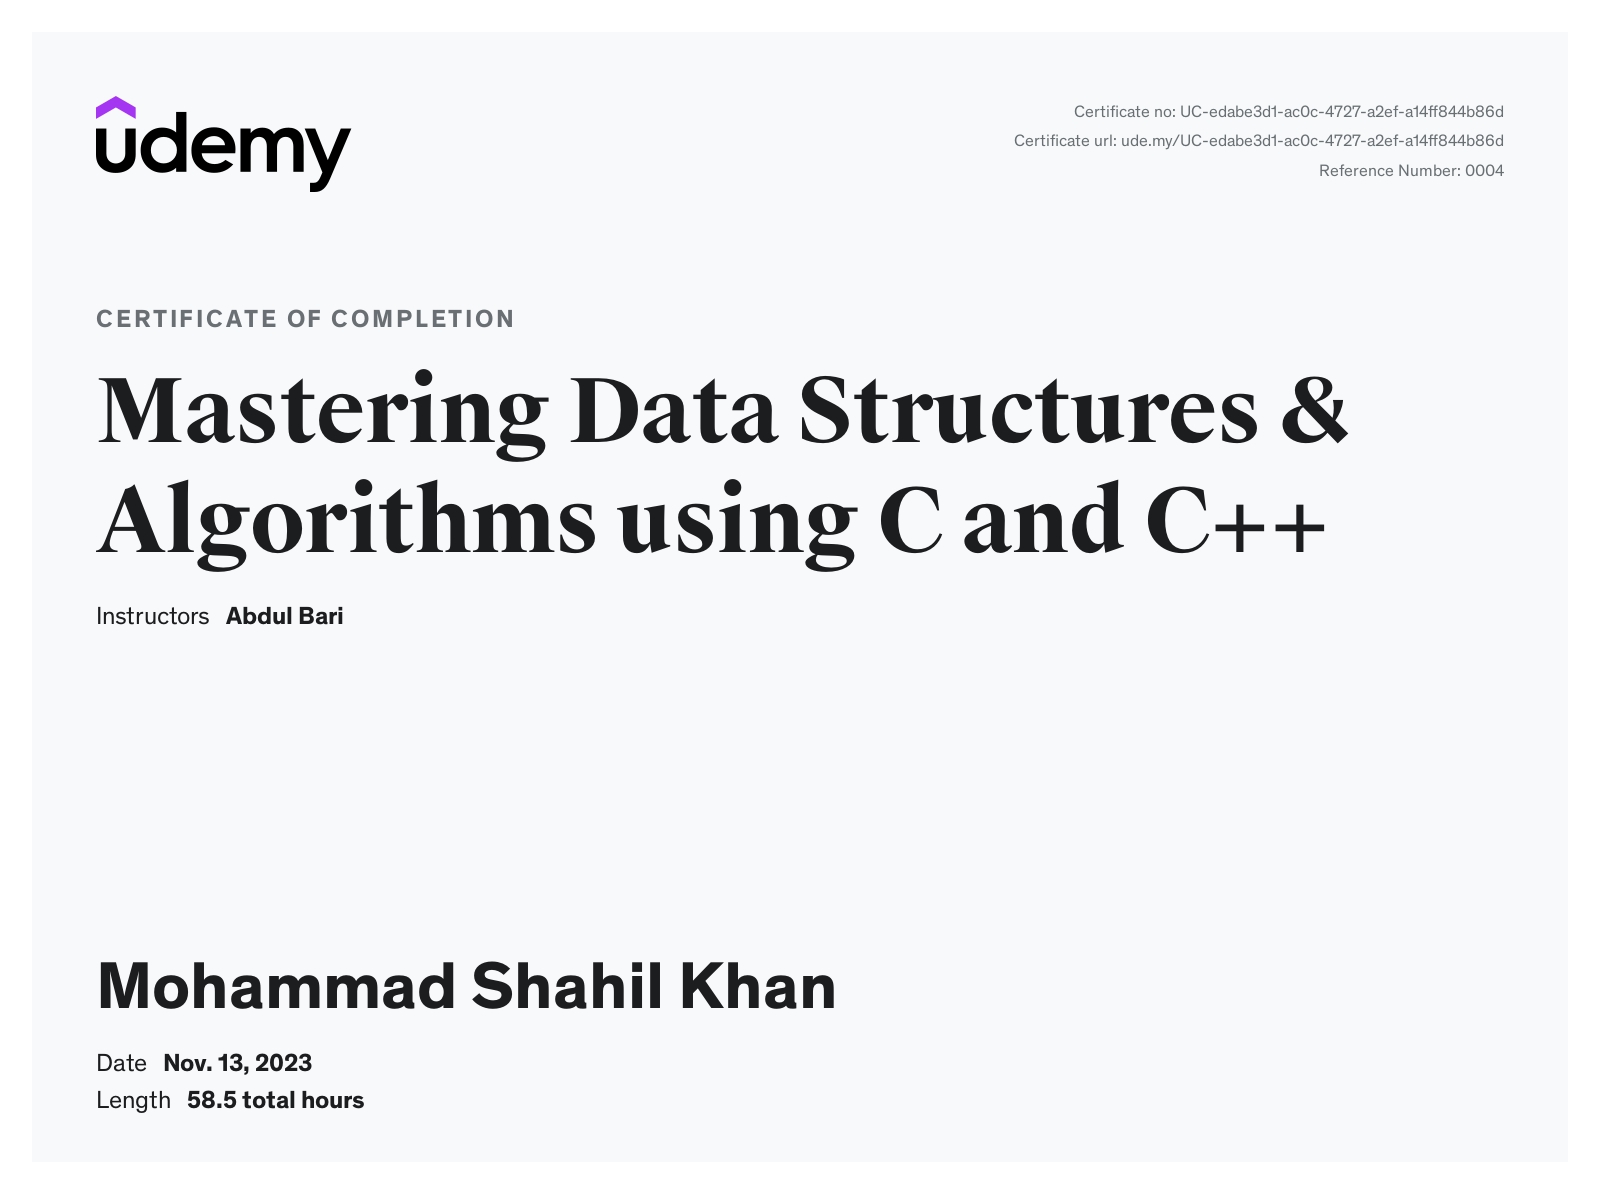 udemy
Certificate no: UC-edabe3d1-ac0c-4727-a2ef-a14ff844b86d
Certificate url: ude.my/UC-edabe3d1-ac0c-4727-a2ef-a14ff844b86d
Reference Number: 0004
CERTIFICATE OF COMPLETION
Mastering Data Structures &
Algorithms using C and C++
Instructors Abdul Bari
Mohammad Shahil Khan
Date Nov. 13, 2023
Length 58.5 total hours